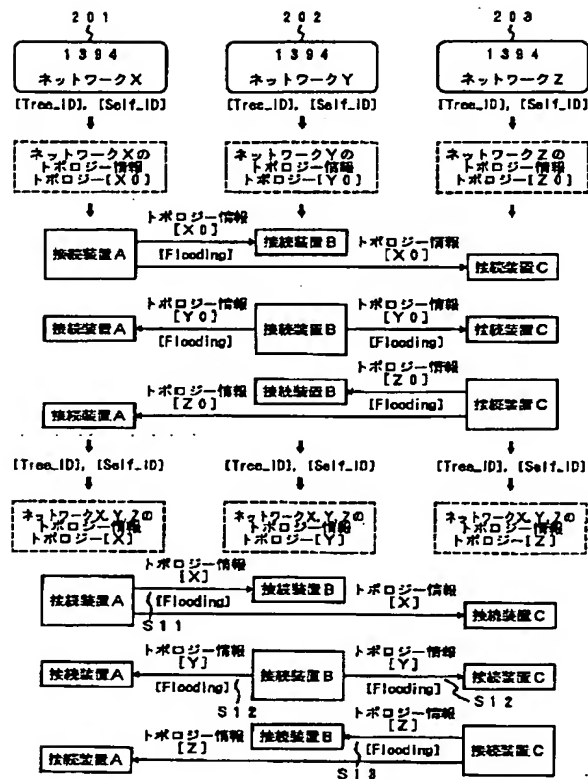 201 202 203
1394 1394 1394
ネットワークX ネットワークY ネットワークZ
[Tree_ID], [Self_ID] [Tree_ID], [Self_ID] [Tree_ID], [Self_ID]
ネットワークXの ネットワークYの ネットワークZの
トポロジー情報 トポロジー情報 トポロジー情報
トポロジー[X0] トポロジー[Y0] トポロジー[Z0]
トポロジー情報 トポロジー情報
[X0] [X0]
接続装置A [Flooding] 接続装置B
接続装置C
トポロジー情報 トポロジー情報
[Y0] [Y0]
接続装置A [Flooding] 接続装置B [Flooding] 接続装置C
トポロジー情報
[Z0]
トポロジー情報 接続装置B [Flooding] 接続装置C
[Z0]
接続装置A
[Tree_ID], [Self_ID] [Tree_ID], [Self_ID] [Tree_ID], [Self_ID]
ネットワークX,Y,Zの ネットワークX,Y,Zの ネットワークX,Y,Zの
トポロジー情報 トポロジー情報 トポロジー情報
トポロジー[X] トポロジー[Y] トポロジー[Z]
トポロジー情報 トポロジー情報
[X] [X]
接続装置A [Flooding] 接続装置B
接続装置C
S11
トポロジー情報 トポロジー情報
[Y] [Y]
接続装置A [Flooding] 接続装置B [Flooding] 接続装置C
S12 S12
トポロジー情報
[Z]
トポロジー情報 接続装置B [Flooding] 接続装置C
[Z]
接続装置A
S13